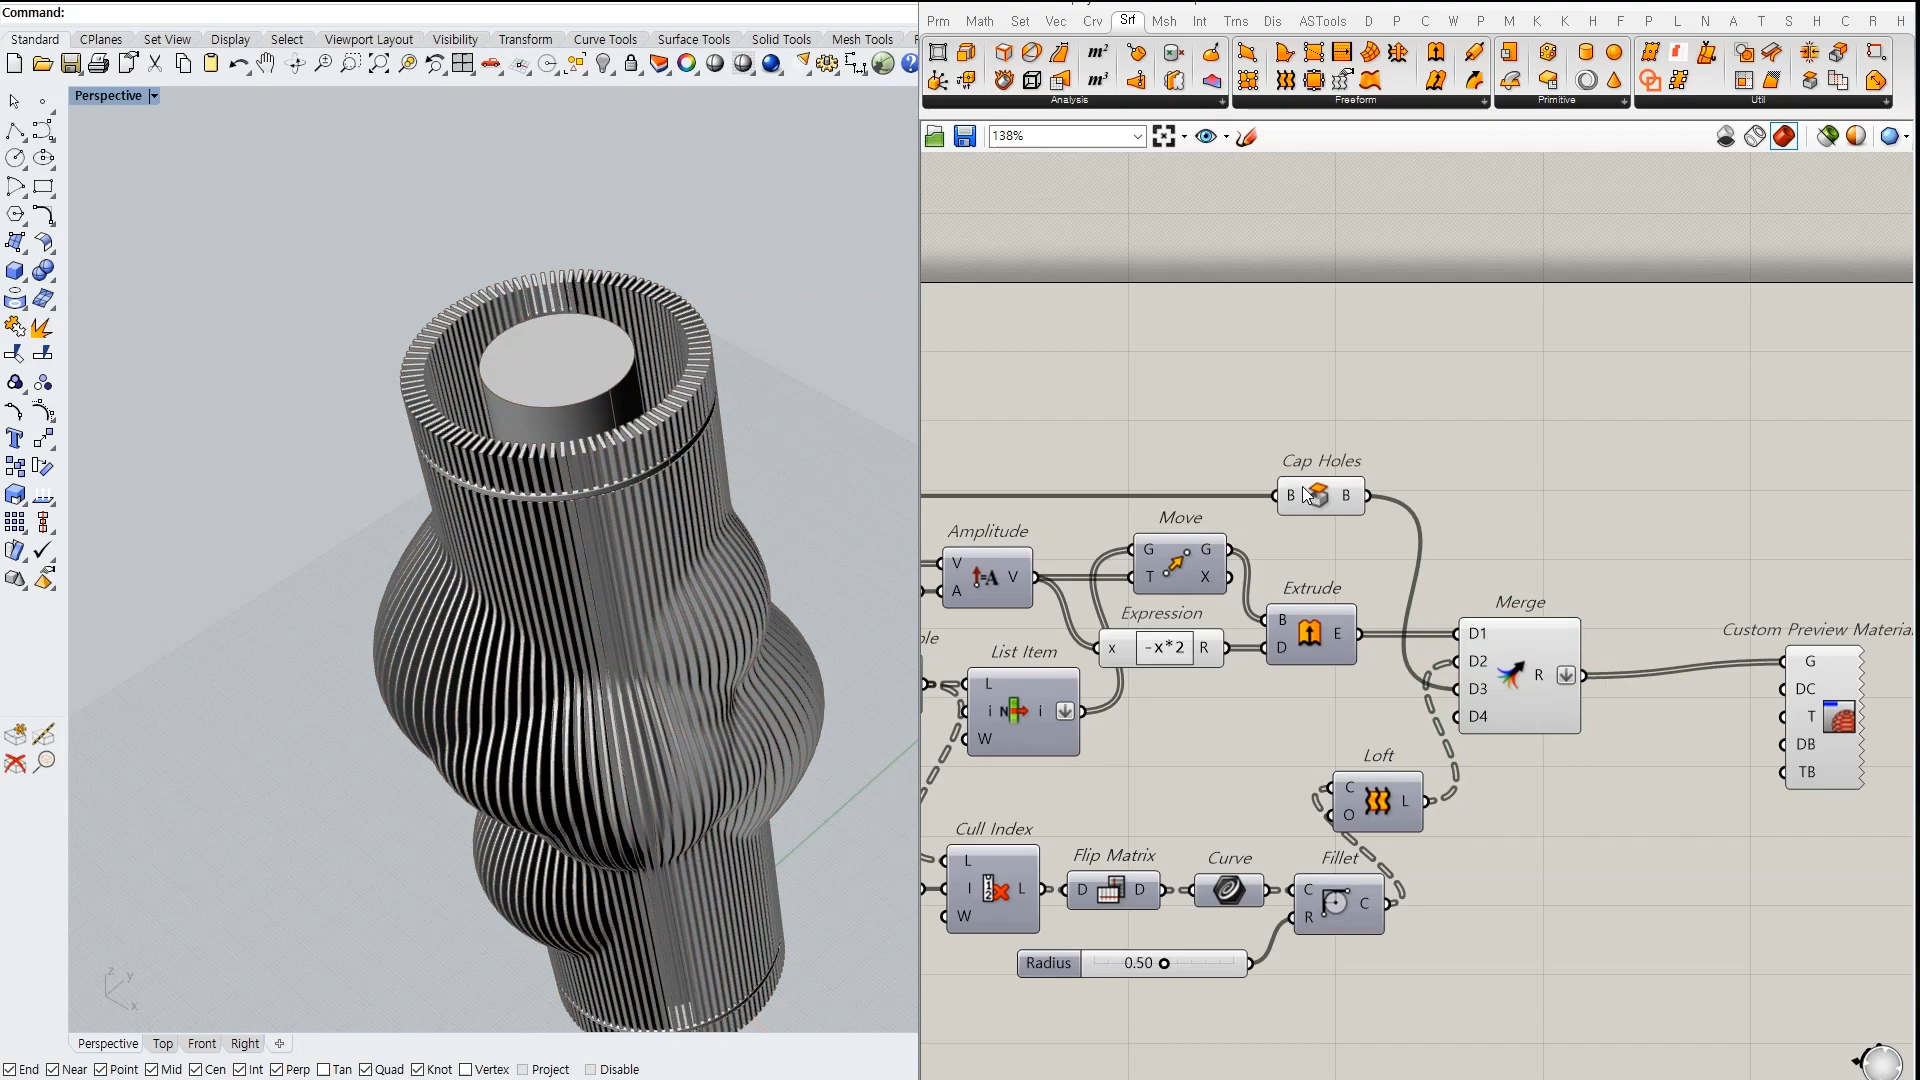 Command:
Standard CPlanes Set View Display Select Viewport Layout Visibility Transform Curve Tools Surface Tools Solid Tools Mesh Tools
Prm Math Set Vec Crv Srf Msh Int Trns Dis ASTools D P C W P M K K H F P L N A T S H C R H
m²
m³
Analysis Freeform Primitive Util
138%
Perspective
Cap Holes
B B
Amplitude
V A V
=A
Move
G T G X
Expression
x -x*2 R
Extrude
B D E
List Item
L i W N i
Merge
D1
D2
D3
D4
R
Custom Preview Materia
G
DC
T
DB
TB
Loft
C O L
Cull Index
L I W L
Flip Matrix
D D
Curve
Fillet
C R C
Radius 0.50
z y x
Perspective Top Front Right
End Near Point Mid Cen Int Perp Tan Quad Knot Vertex Project Disable